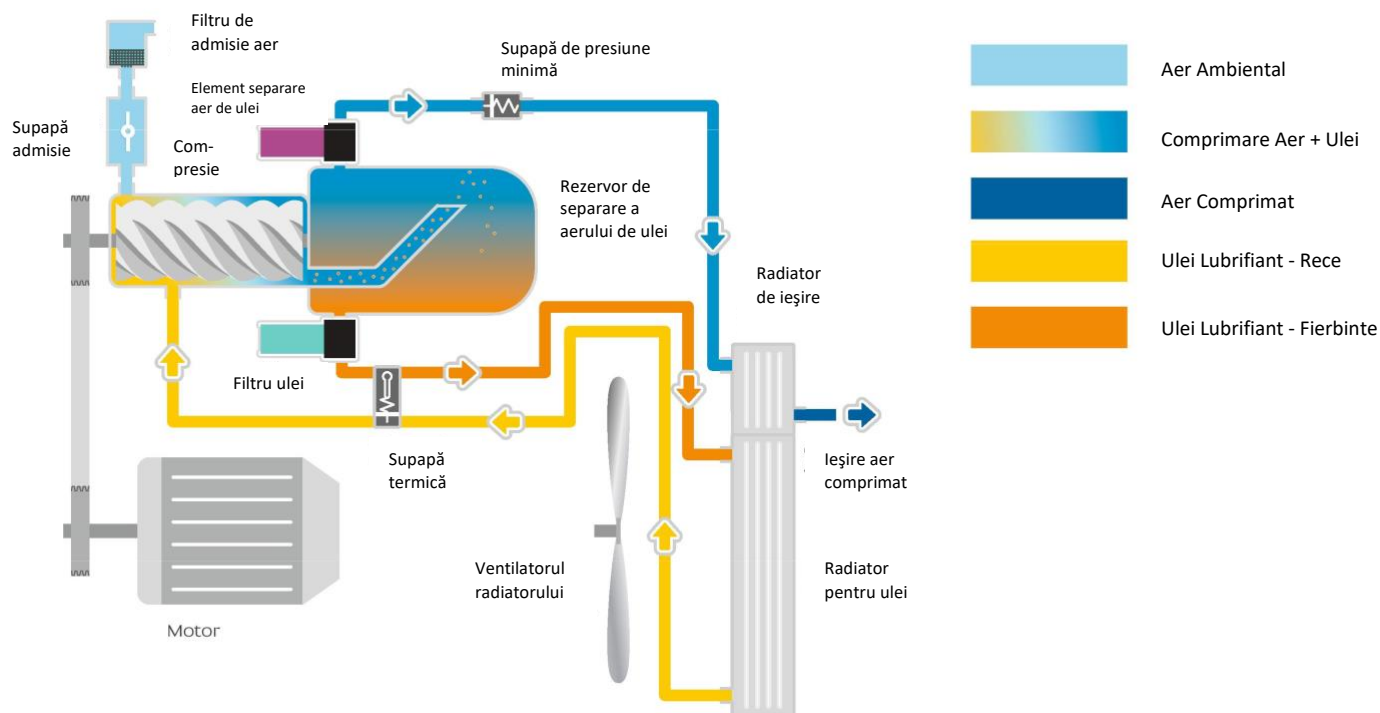 Filtru de
admisie aer
Supapă de presiune
minimă
Element separare
aer de ulei
Supapă
admisie
Com-
presie
Rezervor de
separare a
aerului de ulei
Radiator
de ieşire
Filtru ulei
Supapă
termică
Ieşire aer
comprimat
Ventilatorul
radiatorului
Radiator
pentru ulei
Motor
Aer Ambiental
Comprimare Aer + Ulei
Aer Comprimat
Ulei Lubrifiant - Rece
Ulei Lubrifiant - Fierbinte